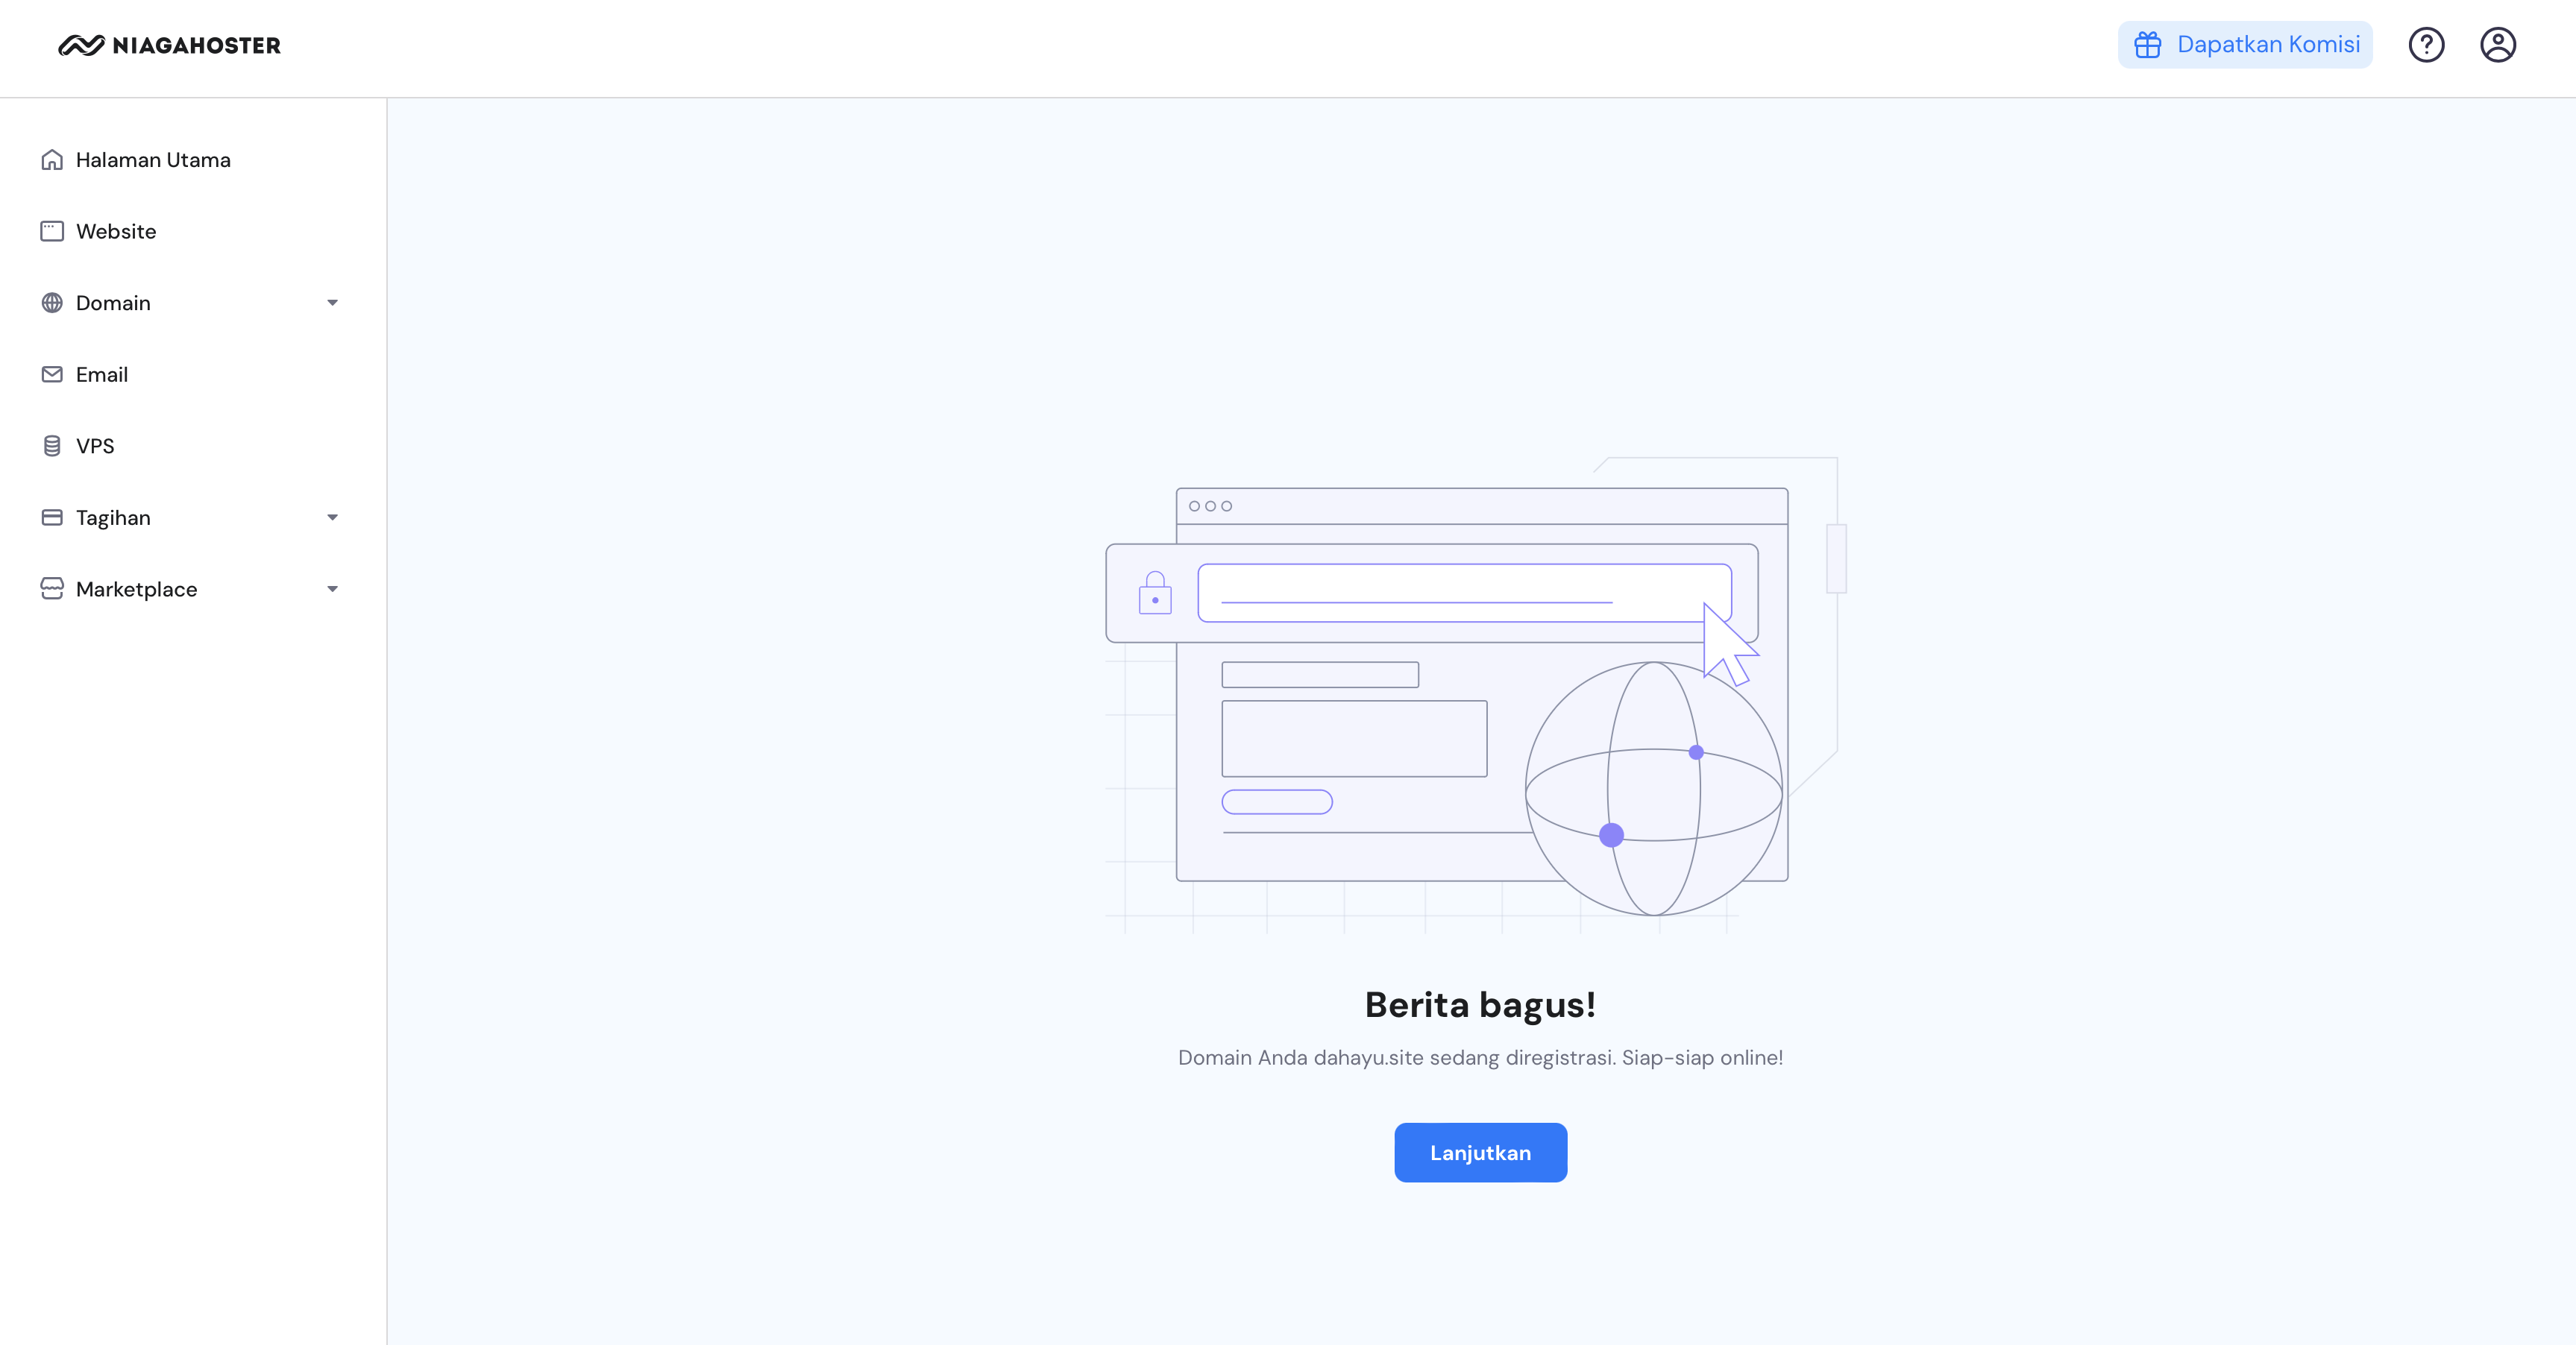 NIAGAHOSTER
Dapatkan Komisi
Halaman Utama
Website
Domain
Email
VPS
Tagihan
Marketplace
Berita bagus!
Domain Anda dahayu.site sedang diregistrasi. Siap-siap online!
Lanjutkan